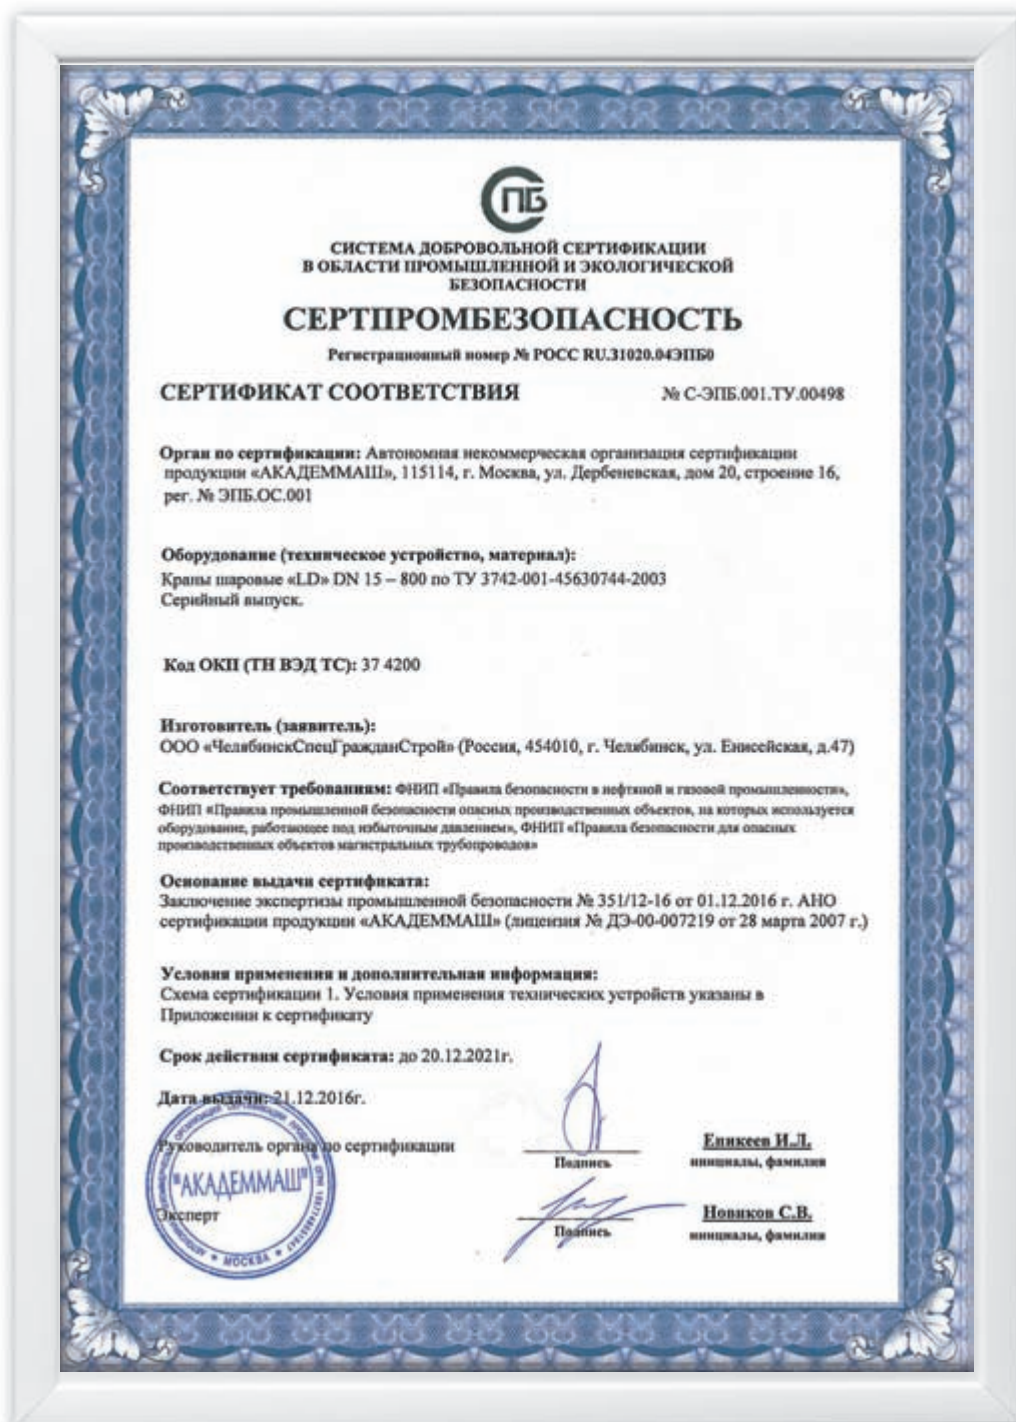 СПБ
СИСТЕМА ДОБРОВОЛЬНОЙ СЕРТИФИКАЦИИ
В ОБЛАСТИ ПРОМЫШЛЕННОЙ И ЭКОЛОГИЧЕСКОЙ
БЕЗОПАСНОСТИ
СЕРТПРОМБЕЗОПАСНОСТЬ
Регистрационный номер № РОСС RU.31020.04ЭПБ0
СЕРТИФИКАТ СООТВЕТСТВИЯ № С-ЭПБ.001.ТУ.00498
Орган по сертификации: Автономная некоммерческая организация сертификации
продукции «АКАДЕММАШ», 115114, г. Москва, ул. Дербеневская, дом 20, строение 16,
рег. № ЭПБ.ОС.001
Оборудование (техническое устройство, материал):
Краны шаровые «LD» DN 15 – 800 по ТУ 3742-001-45630744-2003
Серийный выпуск.
Код ОКП (ТН ВЭД ТС): 37 4200
Изготовитель (заявитель):
ООО «ЧелябинскСпецГражданСтрой» (Россия, 454010, г. Челябинск, ул. Енисейская, д.47)
Соответствует требованиям: ФНИП «Правила безопасности в нефтяной и газовой промышленности»,
ФНИП «Правила промышленной безопасности опасных производственных объектов, на которых используется
оборудование, работающее под избыточным давлением», ФНИП «Правила безопасности для опасных
производственных объектов магистральных трубопроводов»
Основание выдачи сертификата:
Заключение экспертизы промышленной безопасности № 351/12-16 от 01.12.2016 г. АНО
сертификации продукции «АКАДЕММАШ» (лицензия № ДЭ-00-007219 от 28 марта 2007 г.)
Условия применения и дополнительная информация:
Схема сертификации 1. Условия применения технических устройств указаны в
Приложении к сертификату
Срок действия сертификата: до 20.12.2021г.
Дата выдачи: 21.12.2016г.
Руководитель органа по сертификации
Подпись
Еникеев И.Л.
инициалы, фамилия
"АКАДЕММАШ"
МОСКВА
Эксперт
Подпись
Новиков С.В.
инициалы, фамилия